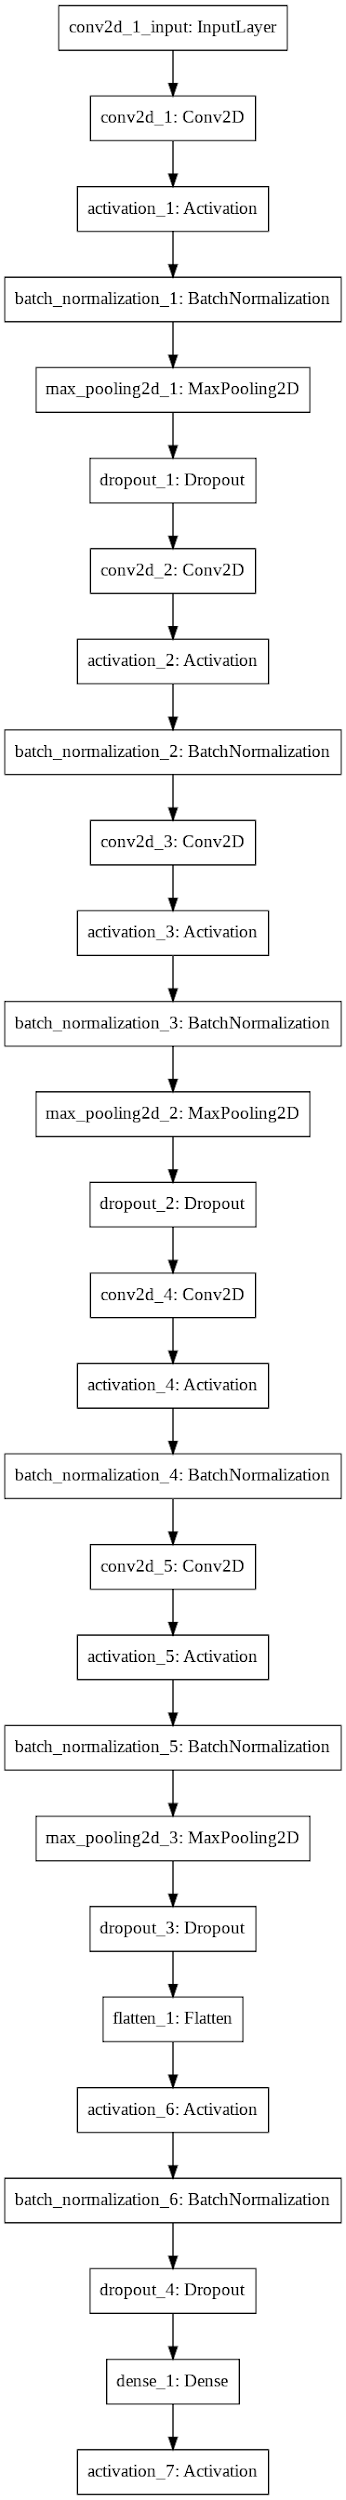 conv2d_1_input: InputLayer
conv2d_1: Conv2D
activation_1: Activation
batch_normalization_1: BatchNormalization
max_pooling2d_1: MaxPooling2D
dropout_1: Dropout
conv2d_2: Conv2D
activation_2: Activation
batch_normalization_2: BatchNormalization
conv2d_3: Conv2D
activation_3: Activation
batch_normalization_3: BatchNormalization
max_pooling2d_2: MaxPooling2D
dropout_2: Dropout
conv2d_4: Conv2D
activation_4: Activation
batch_normalization_4: BatchNormalization
conv2d_5: Conv2D
activation_5: Activation
batch_normalization_5: BatchNormalization
max_pooling2d_3: MaxPooling2D
dropout_3: Dropout
flatten_1: Flatten
activation_6: Activation
batch_normalization_6: BatchNormalization
dropout_4: Dropout
dense_1: Dense
activation_7: Activation